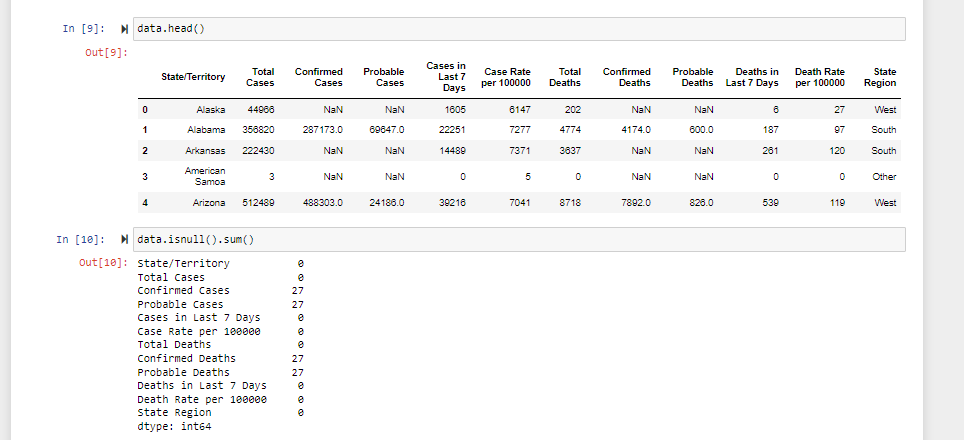 In [9]: data.head()
Out[9]:
State/Territory Total Cases Confirmed Cases Probable Cases Cases in Last 7 Days Case Rate per 100000 Total Deaths Confirmed Deaths Probable Deaths Deaths in Last 7 Days Death Rate per 100000 State Region
0 Alaska 44966 NaN NaN 1605 6147 202 NaN NaN 6 27 West
1 Alabama 356820 287173.0 69647.0 22251 7277 4774 4174.0 600.0 187 97 South
2 Arkansas 222430 NaN NaN 14489 7371 3637 NaN NaN 261 120 South
3 American Samoa 3 NaN NaN 0 5 0 NaN NaN 0 0 Other
4 Arizona 512489 488303.0 24186.0 39216 7041 8718 7892.0 826.0 539 119 West
In [10]: data.isnull().sum()
Out[10]: State/Territory 0
Total Cases 0
Confirmed Cases 27
Probable Cases 27
Cases in Last 7 Days 0
Case Rate per 100000 0
Total Deaths 0
Confirmed Deaths 27
Probable Deaths 27
Deaths in Last 7 Days 0
Death Rate per 100000 0
State Region 0
dtype: int64